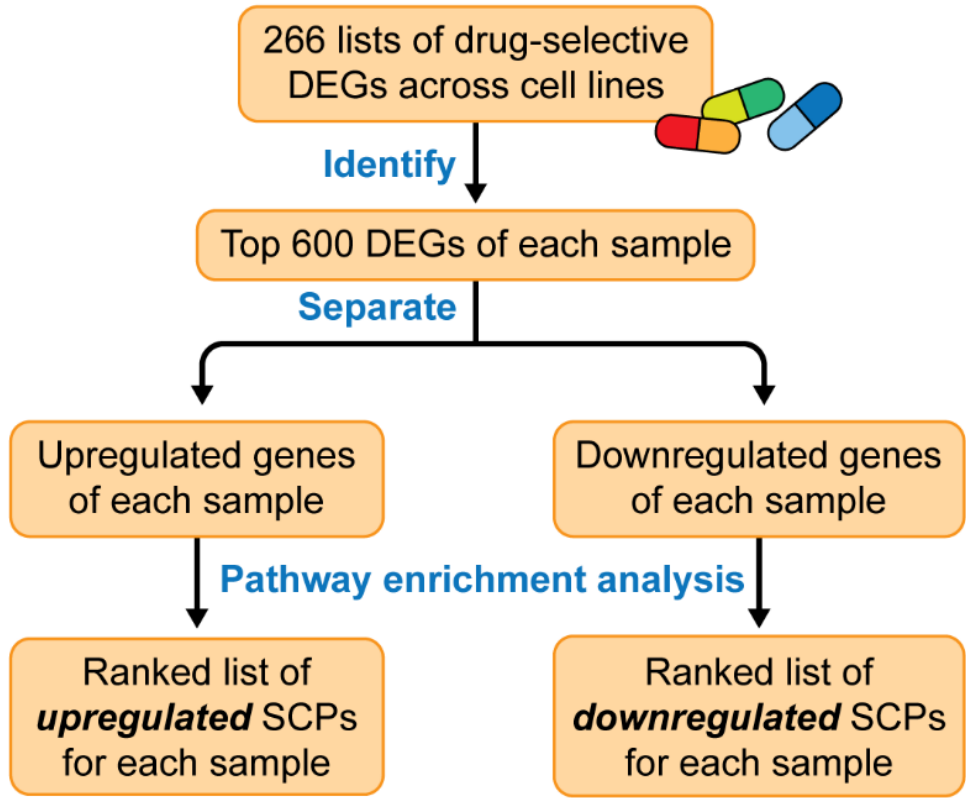 266 lists of drug-selective
DEGs across cell lines
Identify
Top 600 DEGs of each sample
Separate
Upregulated genes
of each sample
Downregulated genes
of each sample
Pathway enrichment analysis
Ranked list of
upregulated SCPs
for each sample
Ranked list of
downregulated SCPs
for each sample